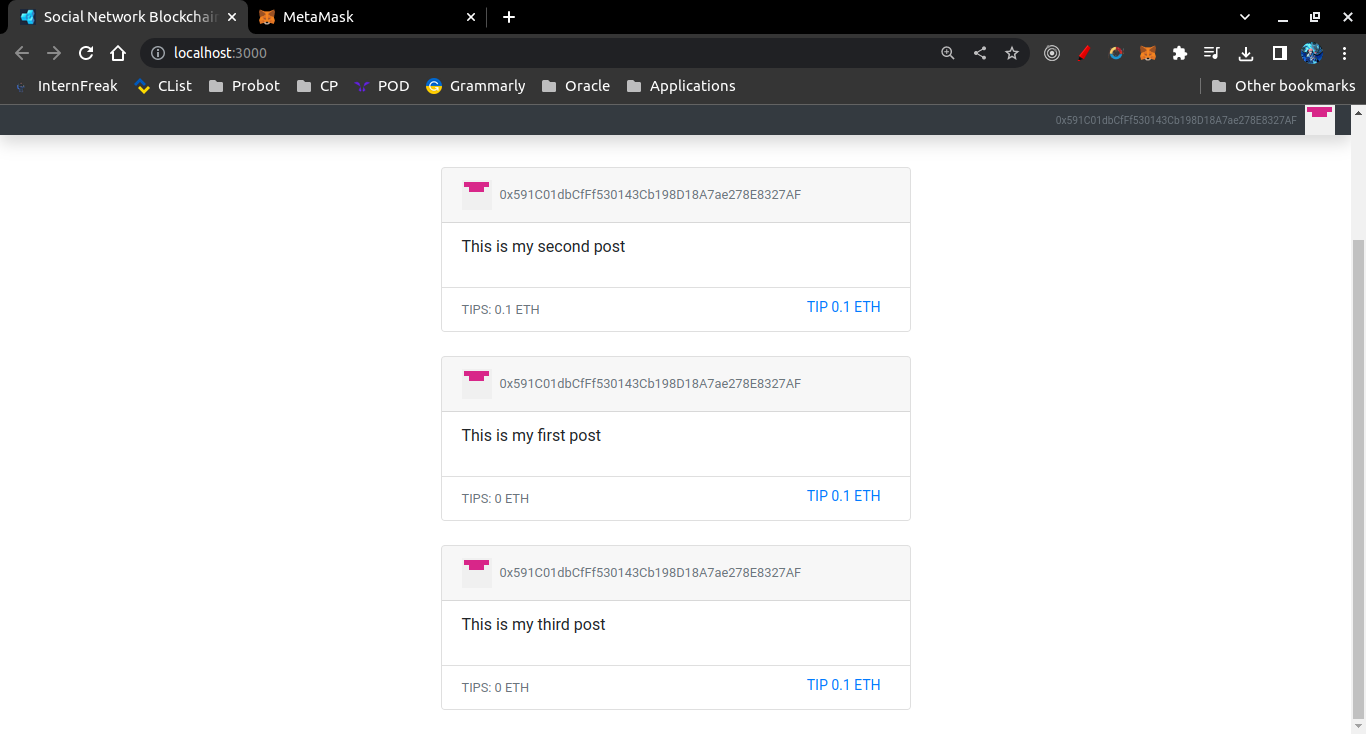 Social Network Blockchain
MetaMask
localhost:3000
InternFreak
CList
Probot
CP
POD
Grammarly
Oracle
Applications
Other bookmarks
0x591C01dbCfFf530143Cb198D18A7ae278E8327AF
0x591C01dbCfFf530143Cb198D18A7ae278E8327AF
This is my second post
TIPS: 0.1 ETH
TIP 0.1 ETH
0x591C01dbCfFf530143Cb198D18A7ae278E8327AF
This is my first post
TIPS: 0 ETH
TIP 0.1 ETH
0x591C01dbCfFf530143Cb198D18A7ae278E8327AF
This is my third post
TIPS: 0 ETH
TIP 0.1 ETH